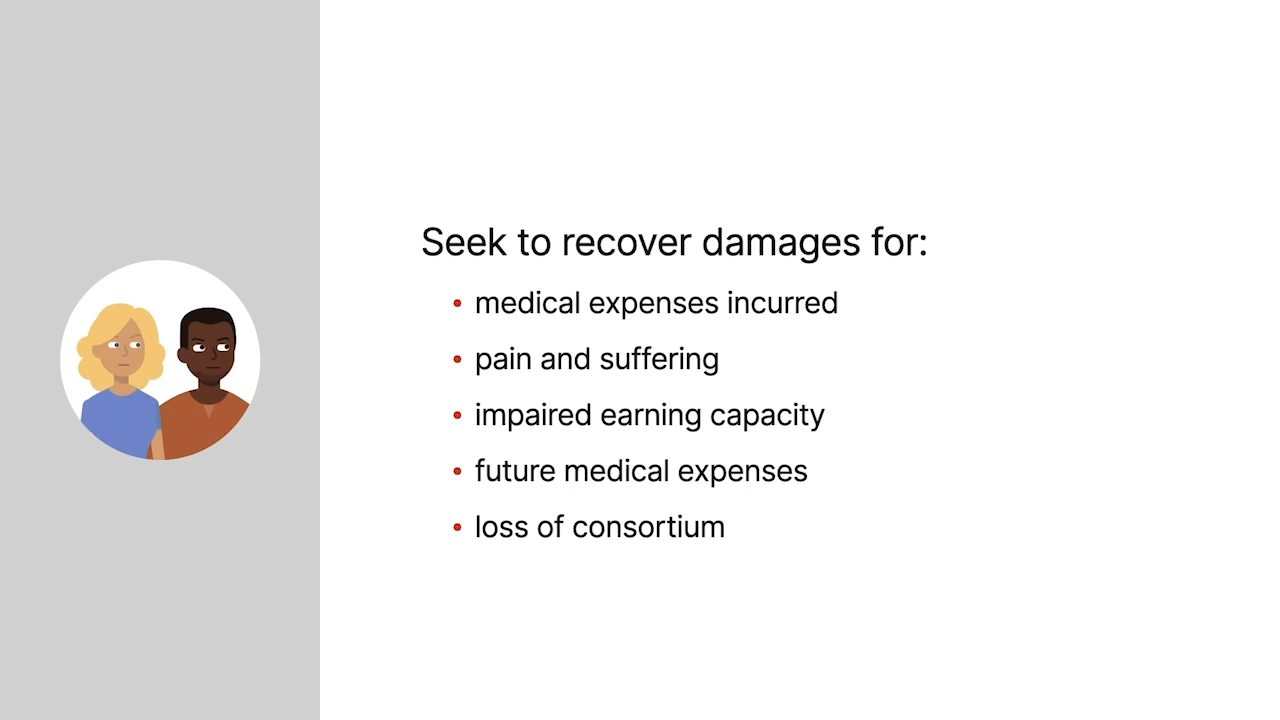 Seek to recover damages for:
• medical expenses incurred
• pain and suffering
• impaired earning capacity
• future medical expenses
• loss of consortium